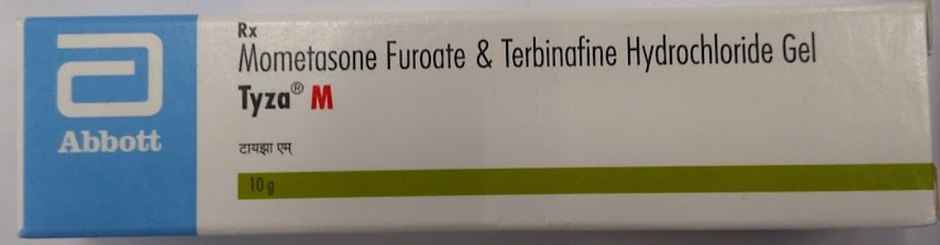 Abbott
Rx
Mometasone Furoate & Terbinafine Hydrochloride Gel
Tyza® M
टायझा एम्
10 g